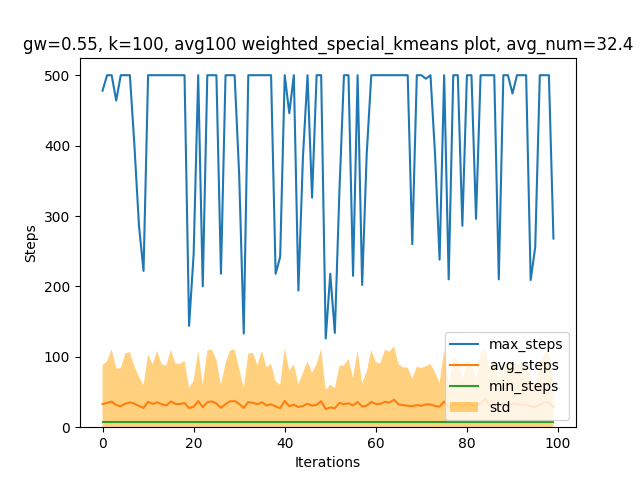 gw=0.55, k=100, avg100 weighted_special_kmeans plot, avg_num=32.4
500
400
300
200
100
0
Steps
0 20 40 60 80 100
Iterations
max_steps
avg_steps
min_steps
std